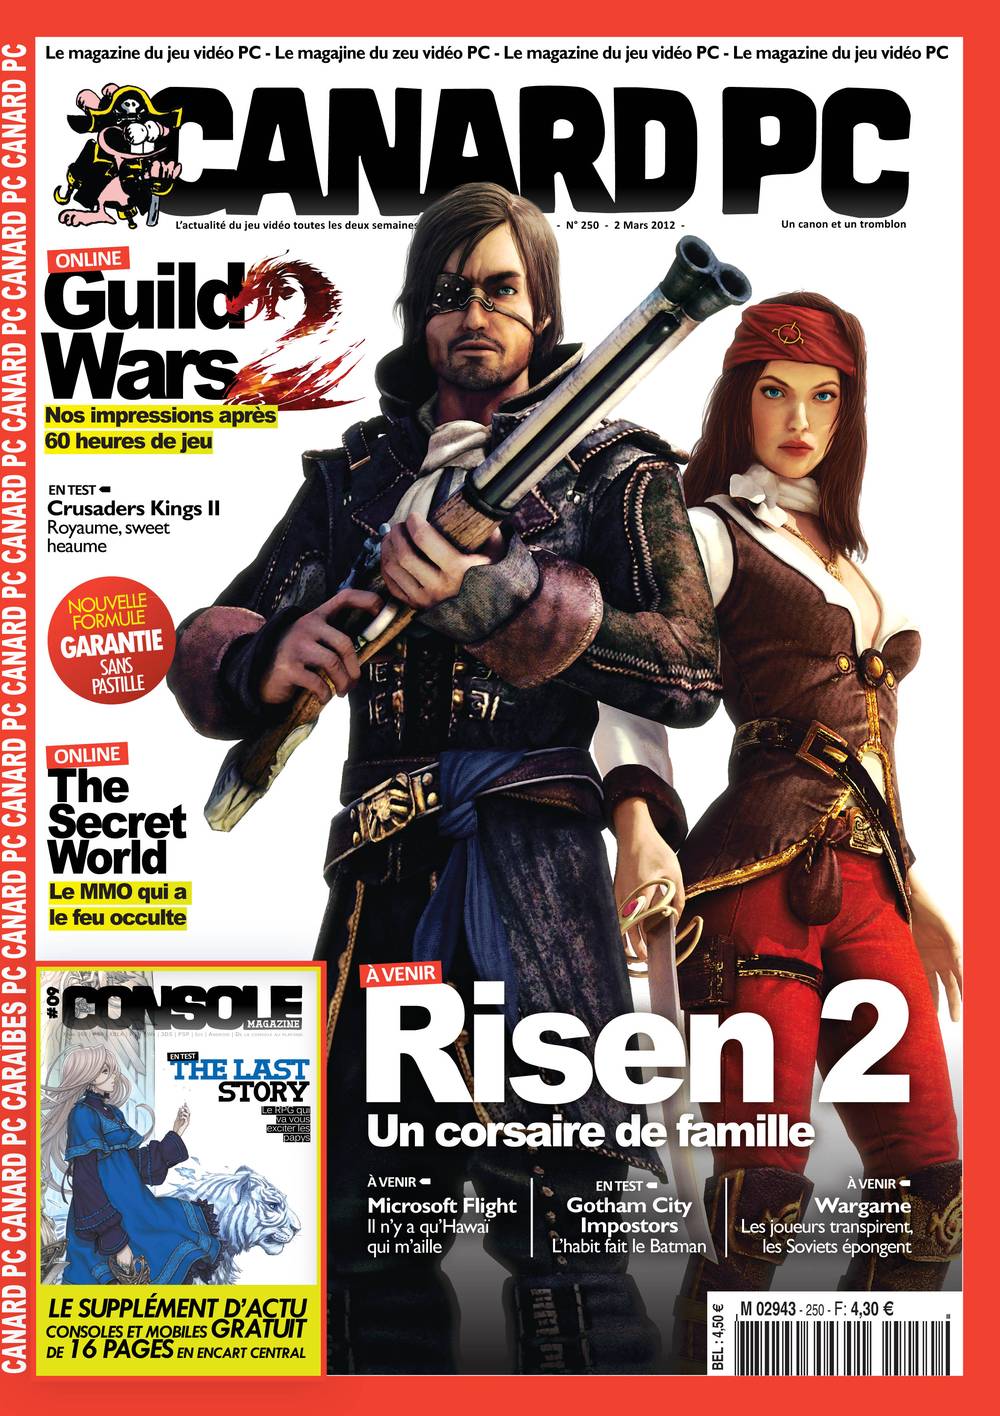 Le magazine du jeu vidéo PC - Le magajine du zeu vidéo PC - Le magazine du jeu vidéo PC - Le magazine du jeu vidéo PC
CANARD PC
L'actualité du jeu vidéo toutes les deux semaines - N° 250 - 2 Mars 2012 -
Un canon et un tromblon
ONLINE
Guild
Wars 2
Nos impressions après
60 heures de jeu
EN TEST
Crusaders Kings II
Royaume, sweet
heaume
NOUVELLE
FORMULE
GARANTIE
SANS
PASTILLE
ONLINE
The
Secret
World
Le MMO qui a
le feu occulte
#09
CONSOLE
MAGAZINE
EN TEST
THE LAST
STORY
Le RPG qui
va vous
exciter les
papys
LE SUPPLÉMENT D'ACTU
CONSOLES ET MOBILES GRATUIT
DE 16 PAGES EN ENCART CENTRAL
À VENIR
Risen 2
Un corsaire de famille
À VENIR
Microsoft Flight
Il n'y a qu'Hawaï
qui m'aille
EN TEST
Gotham City
Impostors
L'habit fait le Batman
À VENIR
Wargame
Les joueurs transpirent,
les Soviets épongent
BEL : 4,50 €
M 02943 - 250 - F: 4,30 €
CANARD PC CANARD PC CARAÏBES PC CANARD PC CANARD PC CANARD PC CANARD PC CANARD PC CANARD PC CANARD PC CANARD PC